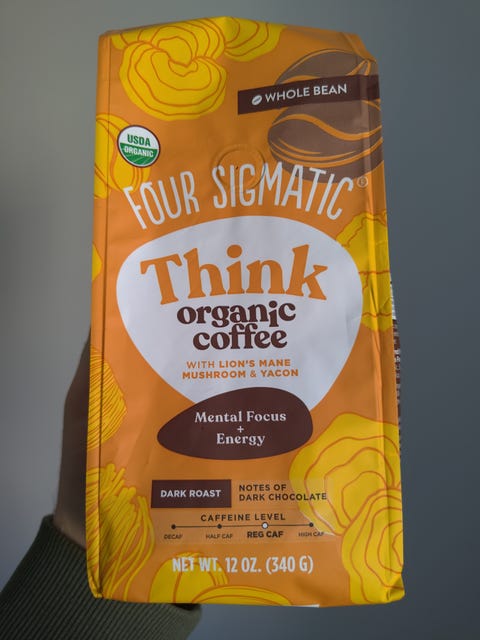 WHOLE BEAN
USDA
ORGANIC
FOUR SIGMATIC®
Think
organic
coffee
WITH LION'S MANE
MUSHROOM & YACON
Mental Focus
+
Energy
DARK ROAST
NOTES OF
DARK CHOCOLATE
CAFFEINE LEVEL
DECAF HALF CAF REG CAF HIGH CAF
NET WT. 12 OZ. (340 G)